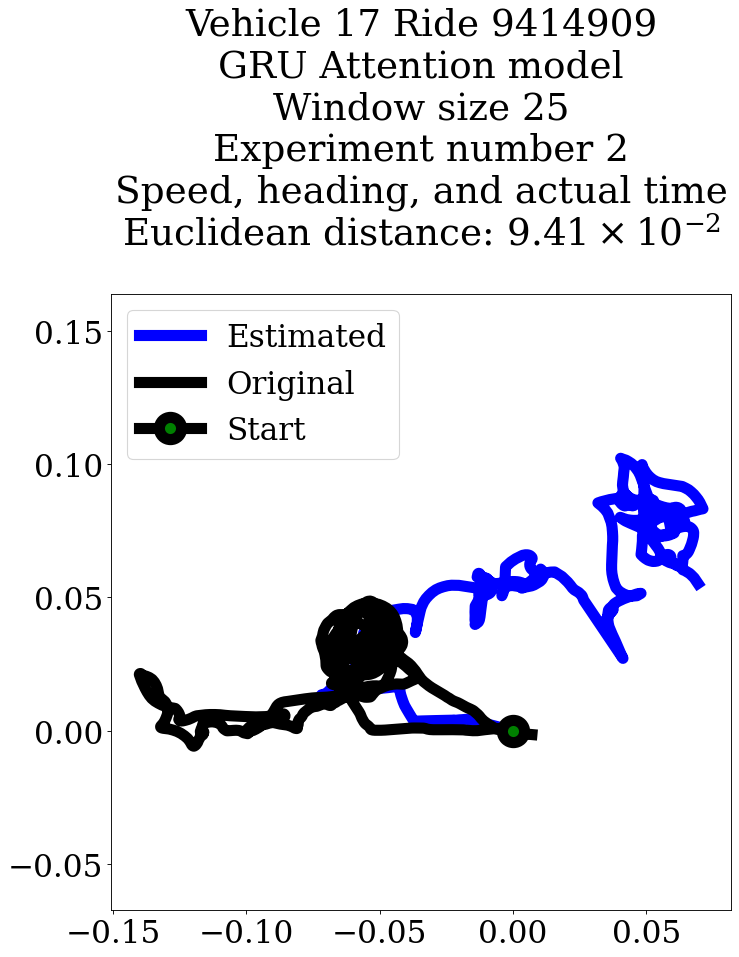 Vehicle 17 Ride 9414909
GRU Attention model
Window size 25
Experiment number 2
Speed, heading, and actual time
Euclidean distance: 9.41 × 10⁻²
Estimated
Original
Start
0.15
0.10
0.05
0.00
−0.05
−0.15
−0.10
−0.05
0.00
0.05